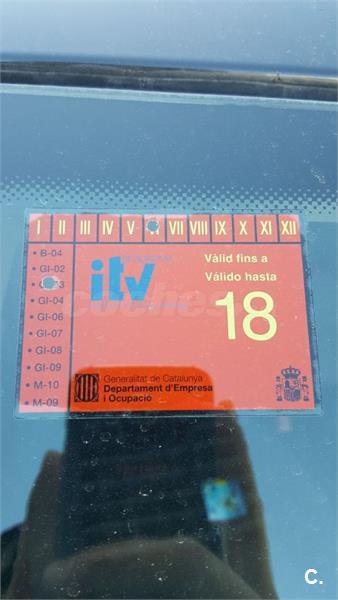 I II III IV V VII VIII IX X XI XII
B-04
GI-02
GI-04
GI-06
GI-07
GI-08
GI-09
M-10
M-09
itv
Vàlid fins a
Válido hasta
18
Generalitat de Catalunya
Departament d'Empresa
i Ocupació
coches
C.